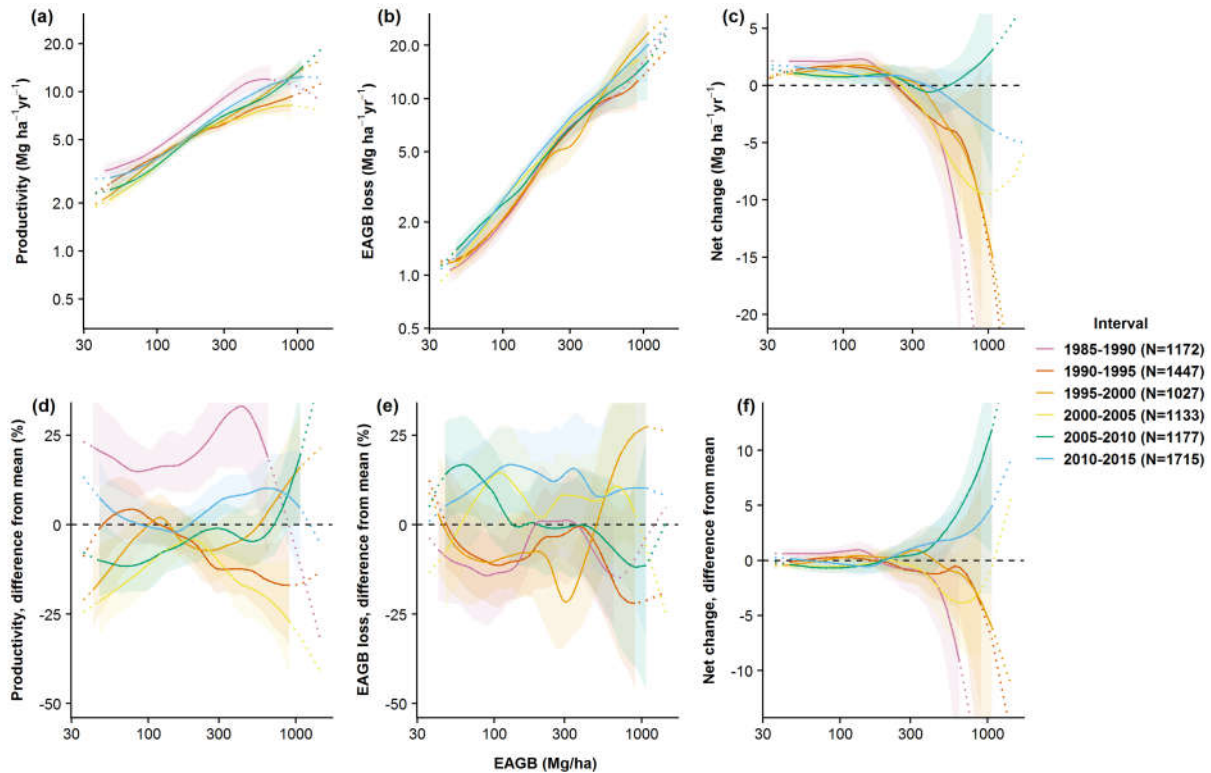 (a)
Productivity (Mg ha⁻¹yr⁻¹)
20.0
10.0
5.0
2.0
1.0
0.5
30 100 300 1000
(b)
EAGB loss (Mg ha⁻¹yr⁻¹)
20.0
10.0
5.0
2.0
1.0
0.5
30 100 300 1000
(c)
Net change (Mg ha⁻¹yr⁻¹)
5
0
-5
-10
-15
-20
30 100 300 1000
Interval
1985-1990 (N=1172)
1990-1995 (N=1447)
1995-2000 (N=1027)
2000-2005 (N=1133)
2005-2010 (N=1177)
2010-2015 (N=1715)
(d)
Productivity, difference from mean (%)
25
0
-25
-50
30 100 300 1000
(e)
EAGB loss, difference from mean (%)
25
0
-25
-50
30 100 300 1000
(f)
Net change, difference from mean
10
5
0
-5
-10
30 100 300 1000
EAGB (Mg/ha)